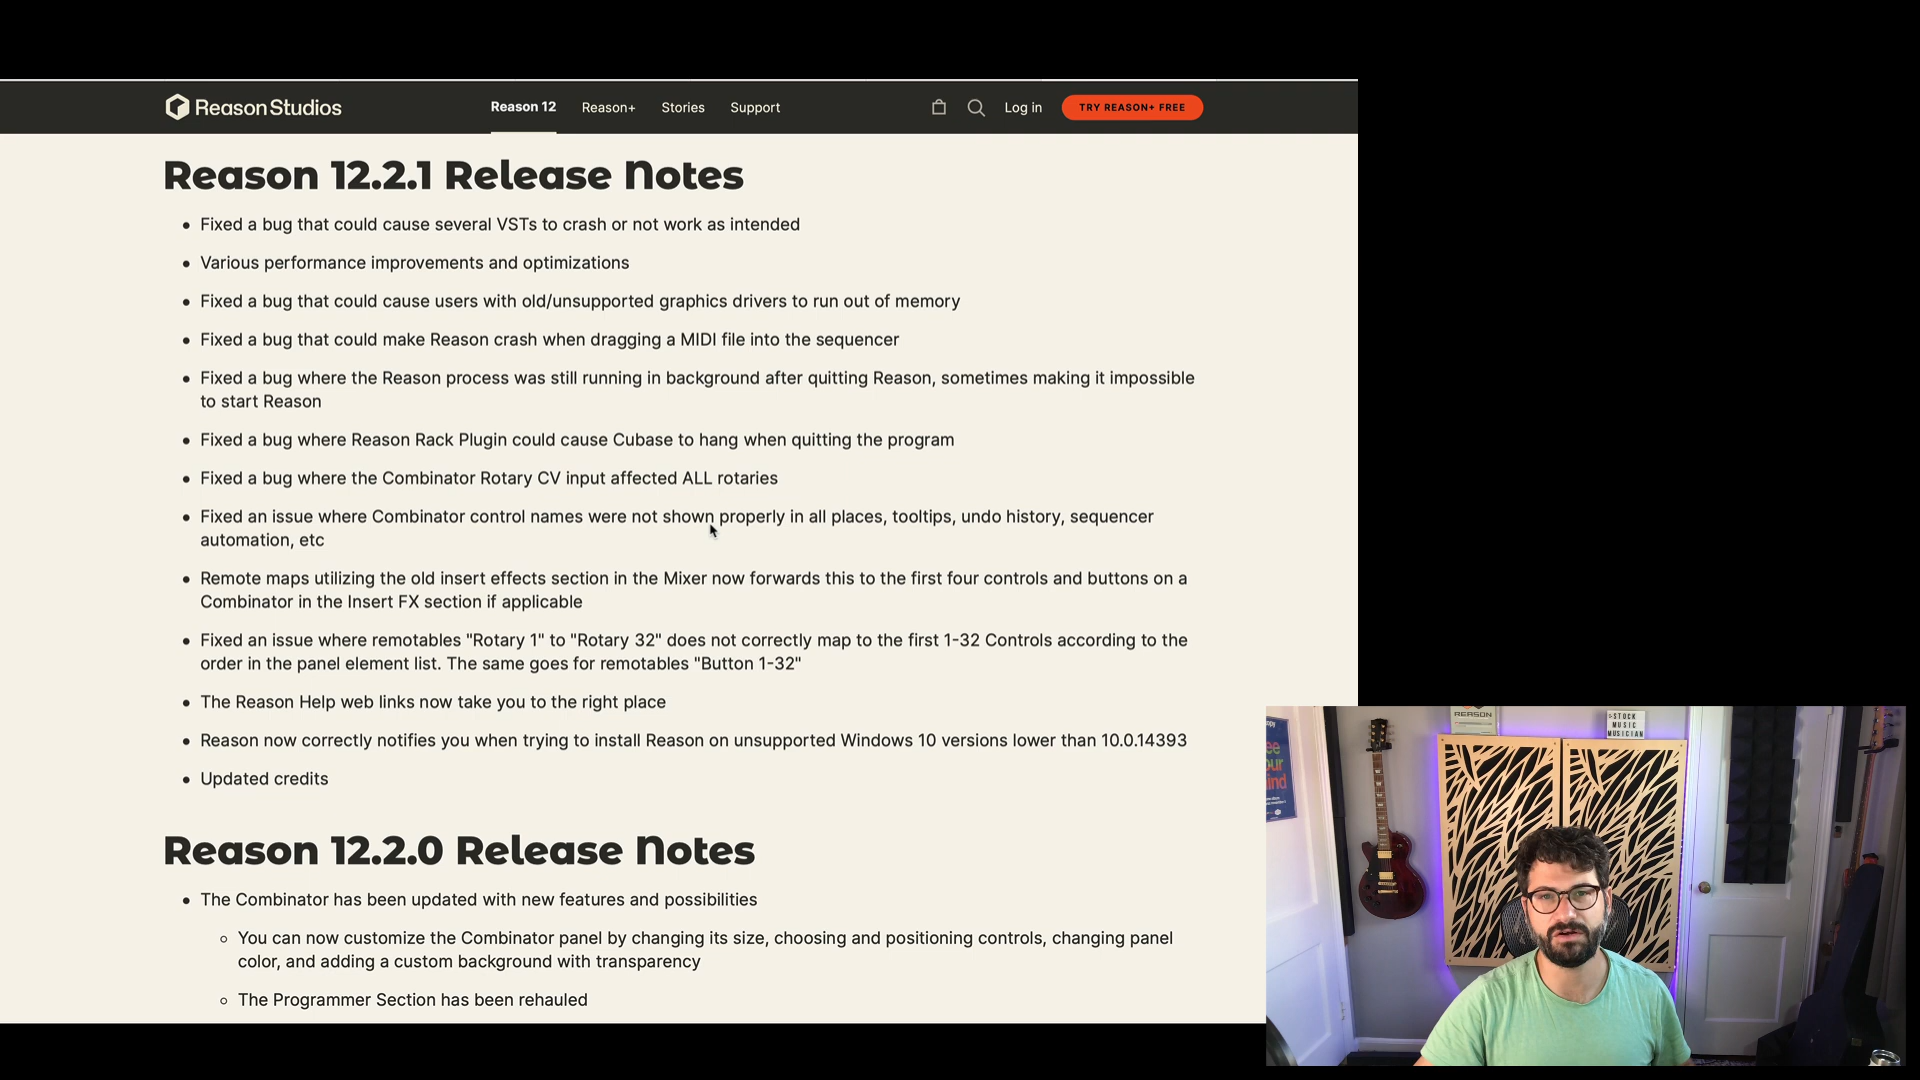 ReasonStudios
Reason 12
Reason+
Stories
Support
Log in
TRY REASON+ FREE
Reason 12.2.1 Release Notes
Fixed a bug that could cause several VSTs to crash or not work as intended
Various performance improvements and optimizations
Fixed a bug that could cause users with old/unsupported graphics drivers to run out of memory
Fixed a bug that could make Reason crash when dragging a MIDI file into the sequencer
Fixed a bug where the Reason process was still running in background after quitting Reason, sometimes making it impossible
to start Reason
Fixed a bug where Reason Rack Plugin could cause Cubase to hang when quitting the program
Fixed a bug where the Combinator Rotary CV input affected ALL rotaries
Fixed an issue where Combinator control names were not shown properly in all places, tooltips, undo history, sequencer
automation, etc
Remote maps utilizing the old insert effects section in the Mixer now forwards this to the first four controls and buttons on a
Combinator in the Insert FX section if applicable
Fixed an issue where remotables "Rotary 1" to "Rotary 32" does not correctly map to the first 1-32 Controls according to the
order in the panel element list. The same goes for remotables "Button 1-32"
The Reason Help web links now take you to the right place
Reason now correctly notifies you when trying to install Reason on unsupported Windows 10 versions lower than 10.0.14393
Updated credits
Reason 12.2.0 Release Notes
The Combinator has been updated with new features and possibilities
You can now customize the Combinator panel by changing its size, choosing and positioning controls, changing panel
color, and adding a custom background with transparency
The Programmer Section has been rehauled
REASON
STOCK
MUSIC
MUSICIAN